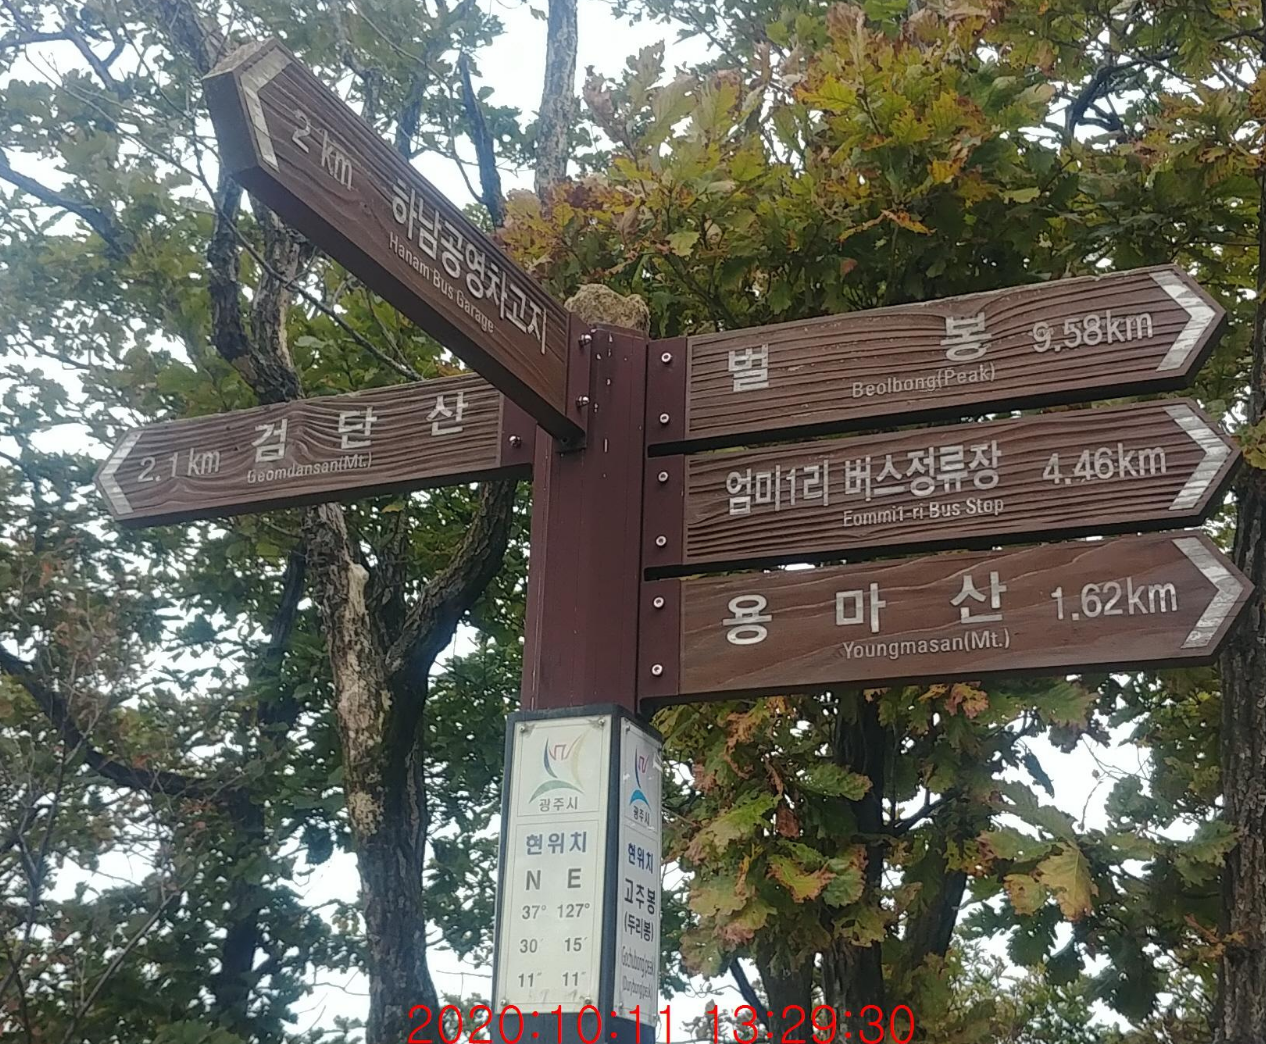 2 km 하남공영차고지
Hanam Bus Garage
2.1 km 검단산
Geomdansan(Mt.)
벌 봉 9.58km
Beolbong(Peak)
엄미1리 버스정류장 4.46km
Eommi1-ri Bus Stop
용 마 산 1.62km
Youngmasan(Mt.)
광주시
현위치
N E
37° 127°
30′ 15′
11″ 11″
광주시
현위치
고추봉
(두리봉)
2020:10:11 13:29:30